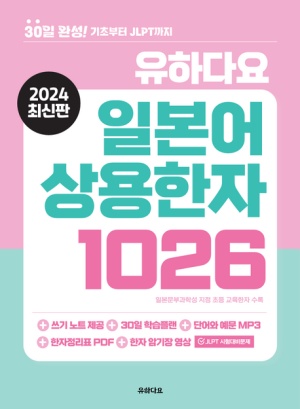 30일 완성! 기초부터 JLPT까지
유하다요
2024
최신판
일본어
상용한자
1026
일본문부과학성 지정 초등 교육한자 수록
+ 쓰기 노트 제공 + 30일 학습플랜 + 단어와 예문 MP3
+ 한자정리표 PDF + 한자 암기장 영상 JLPT 시험대비문제
유하다요